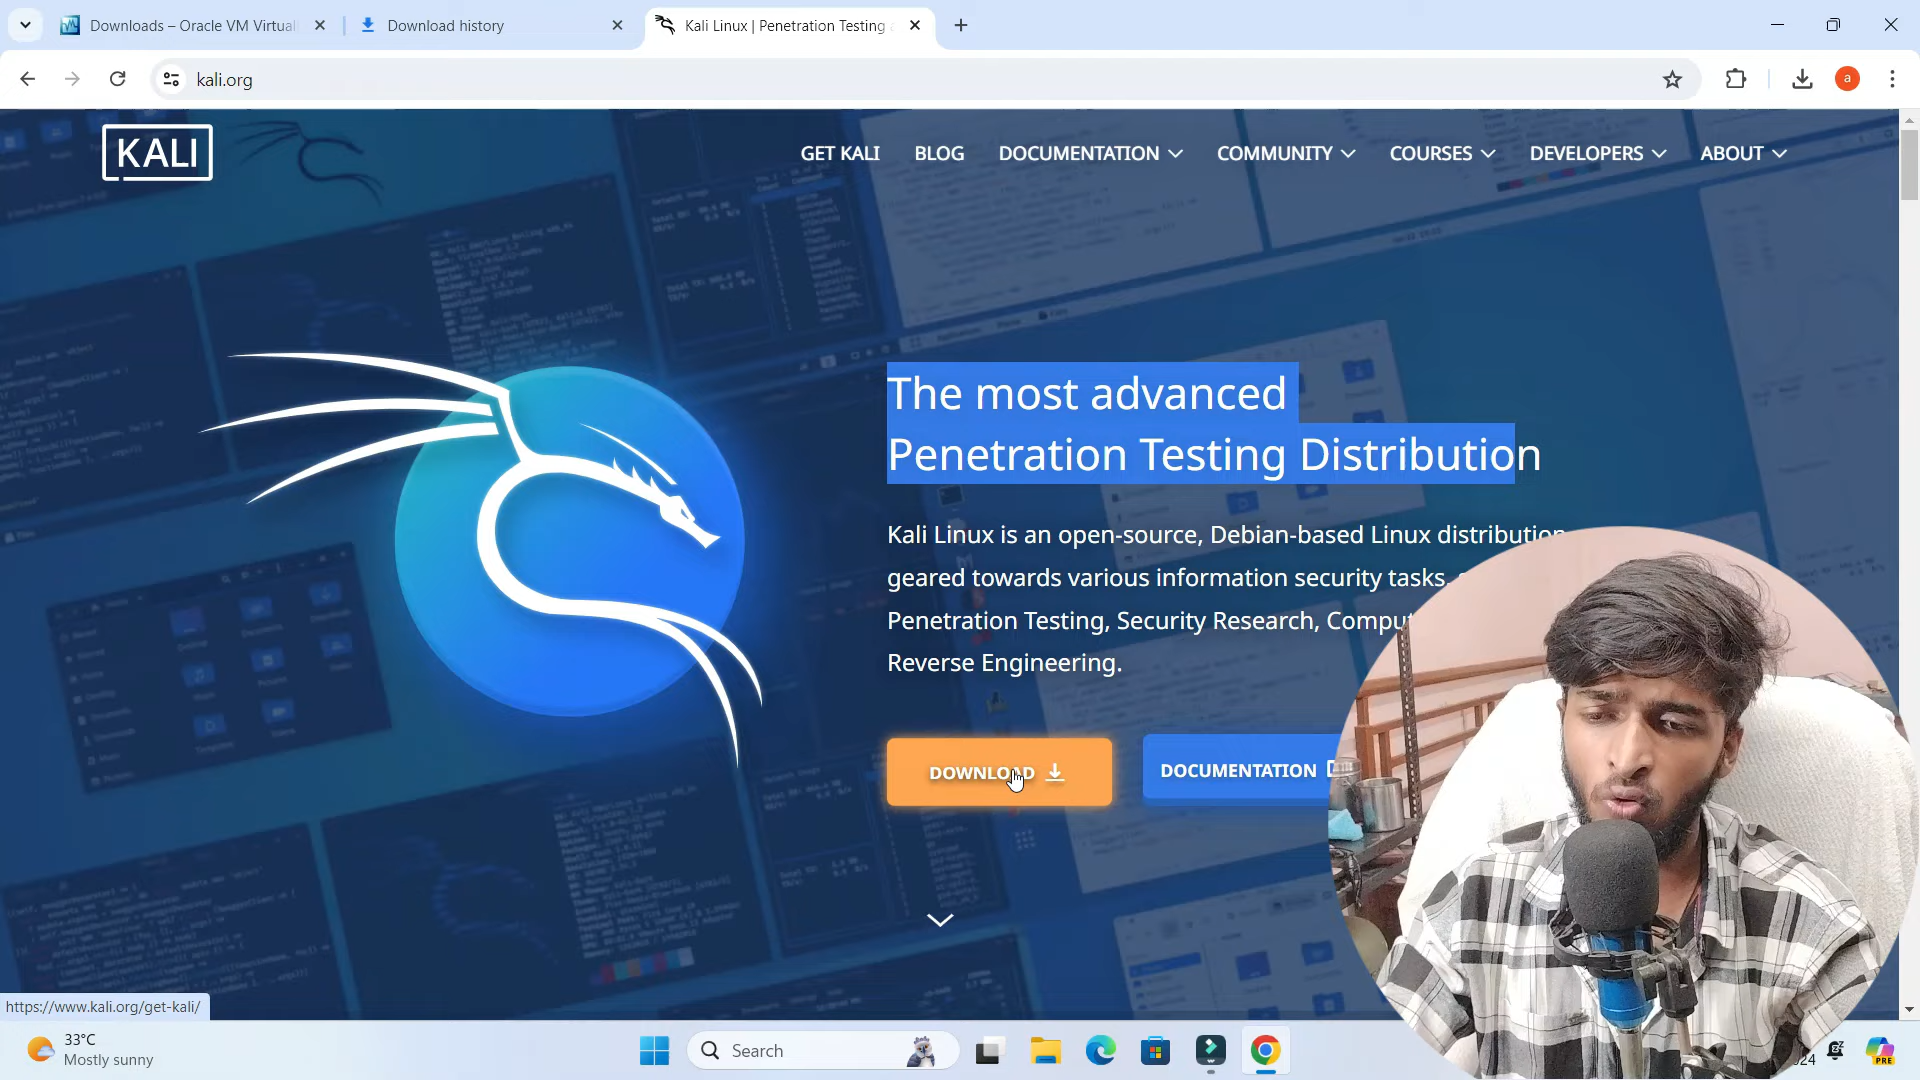 Downloads – Oracle VM Virtual
Download history
Kali Linux | Penetration Testing
kali.org
a
KALI
GET KALI
BLOG
DOCUMENTATION
COMMUNITY
COURSES
DEVELOPERS
ABOUT
The most advanced
Penetration Testing Distribution
Kali Linux is an open-source, Debian-based Linux distribution
geared towards various information security tasks,
Penetration Testing, Security Research,
Reverse Engineering.
DOWNLOAD
DOCUMENTATION
https://www.kali.org/get-kali/
33°C
Mostly sunny
Search
PRE